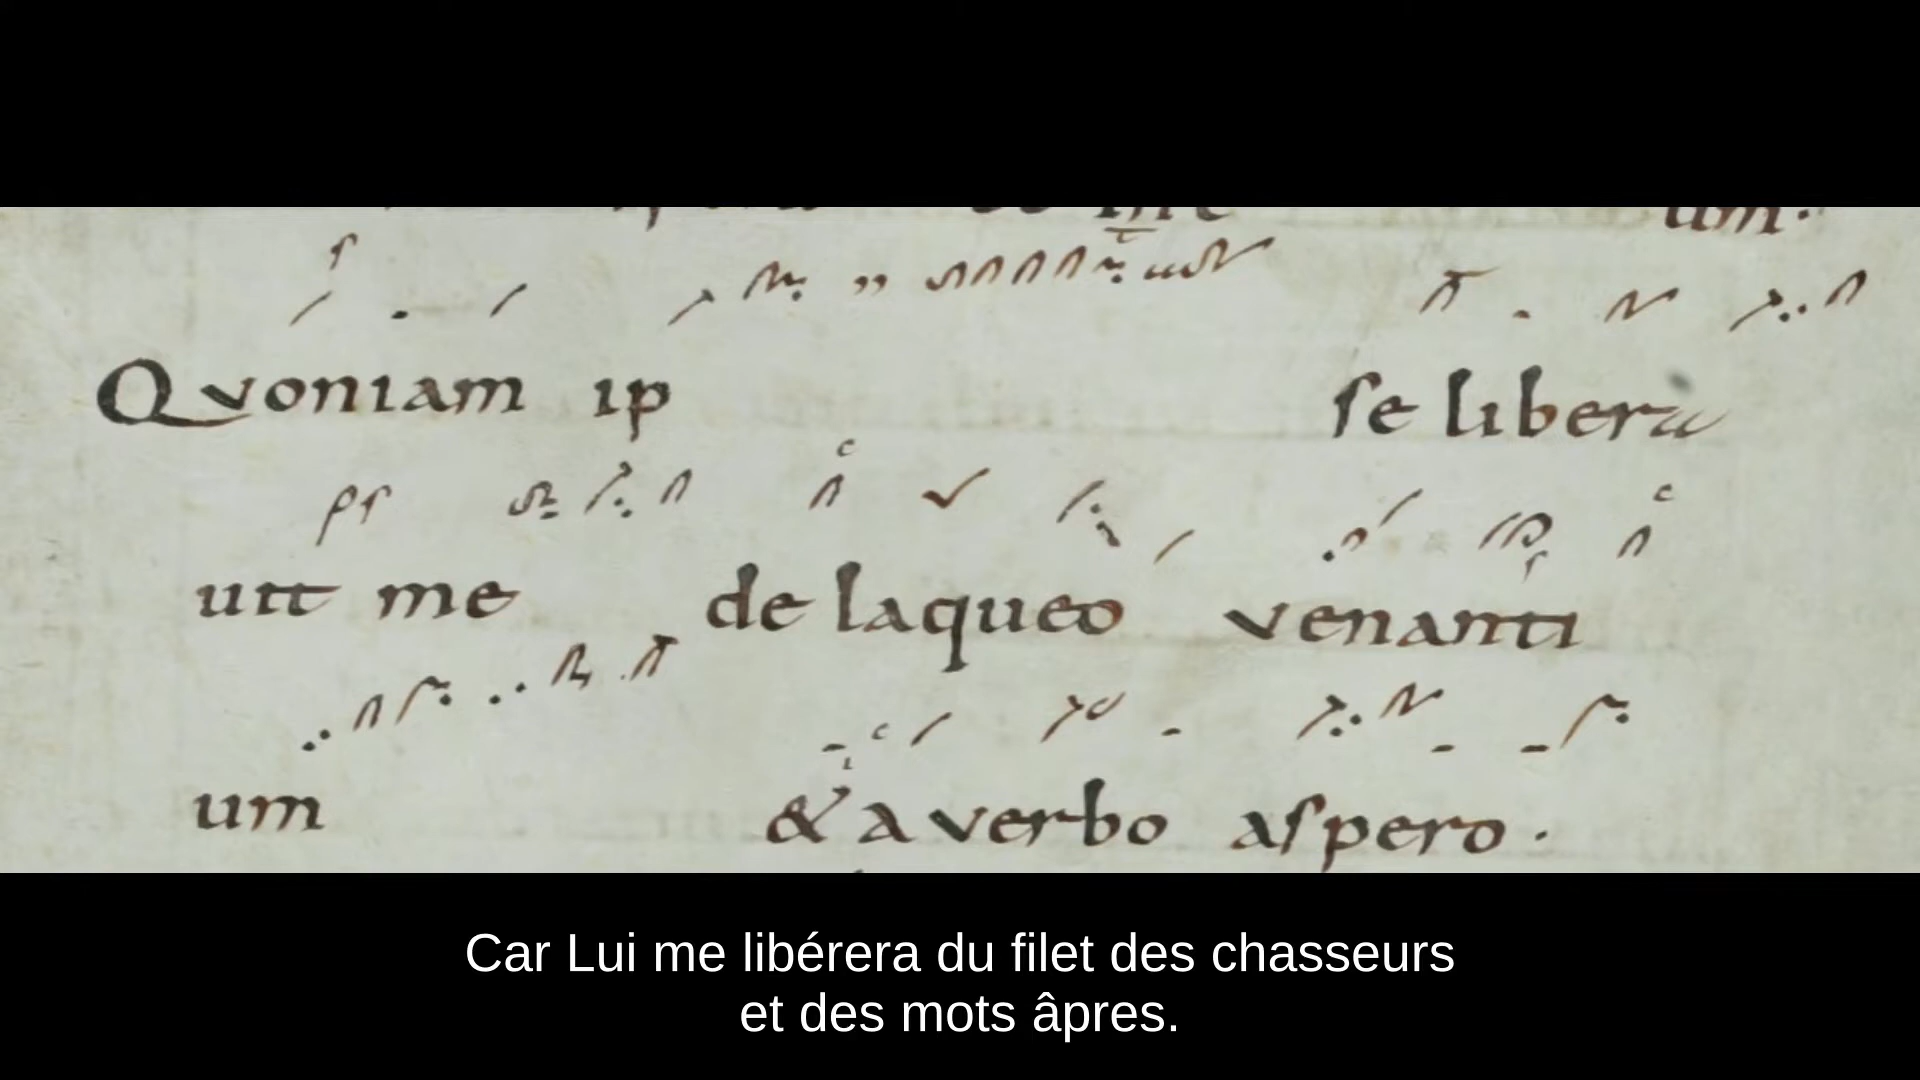 Quoniam ip se libera
uit me de laqueo venanti
um & a verbo aspero.
Car Lui me libérera du filet des chasseurs
et des mots âpres.